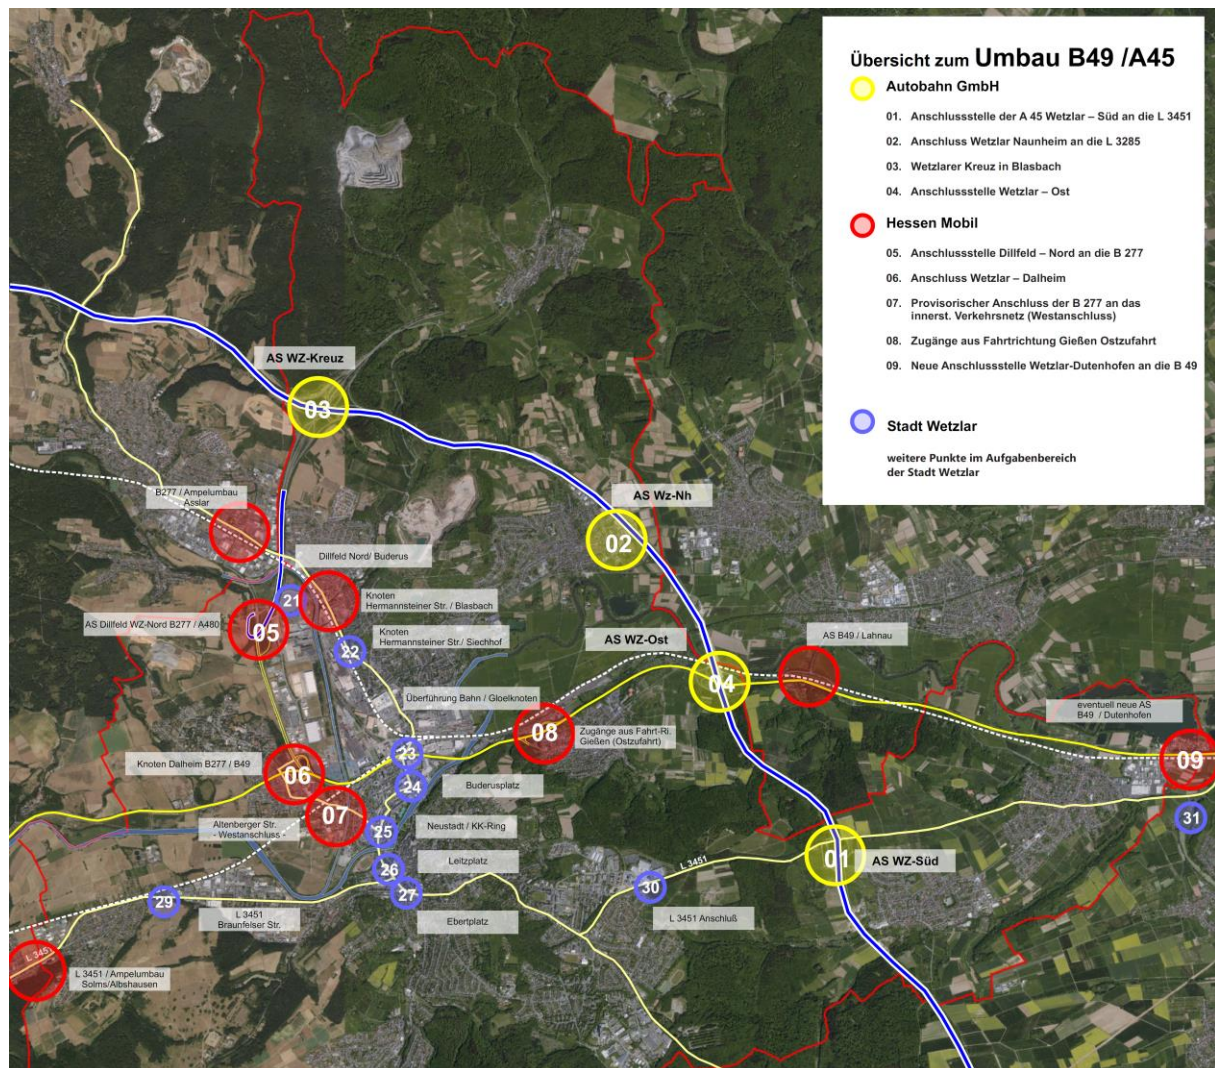 Übersicht zum Umbau B49 /A45
Autobahn GmbH
01. Anschlussstelle der A 45 Wetzlar – Süd an die L 3451
02. Anschluss Wetzlar Naunheim an die L 3285
03. Wetzlarer Kreuz in Blasbach
04. Anschlussstelle Wetzlar – Ost
Hessen Mobil
05. Anschlussstelle Dillfeld – Nord an die B 277
06. Anschluss Wetzlar – Dalheim
07. Provisorischer Anschluss der B 277 an das
innerst. Verkehrsnetz (Westanschluss)
08. Zugänge aus Fahrtrichtung Gießen Ostzufahrt
09. Neue Anschlussstelle Wetzlar-Dutenhofen an die B 49
Stadt Wetzlar
weitere Punkte im Aufgabenbereich
der Stadt Wetzlar
AS WZ-Kreuz
03
B277 / Ampelumbau
Asslar
AS Wz-Nh
02
Dillfeld Nord/ Buderus
21
Knoten
Hermannsteiner Str. / Blasbach
AS Dillfeld WZ-Nord B277 / A480
05
22
Knoten
Hermannsteiner Str./ Siechhof
AS WZ-Ost
04
AS B49 / Lahnau
Überführung Bahn / Gloelknoten
08
Zugänge aus Fahrt-Ri.
Gießen (Ostzufahrt)
eventuell neue AS
B49 / Dutenhofen
09
31
Knoten Dalheim B277 / B49
06
23
24
Buderusplatz
Altenberger Str.
- Westanschluss -
07
25
Neustadt / KK-Ring
26
Leitzplatz
27
Ebertplatz
01
AS WZ-Süd
L 3451
30
L 3451 Anschluß
29
L 3451
Braunfelser Str.
L 3451
L 3451 / Ampelumbau
Solms/Albshausen